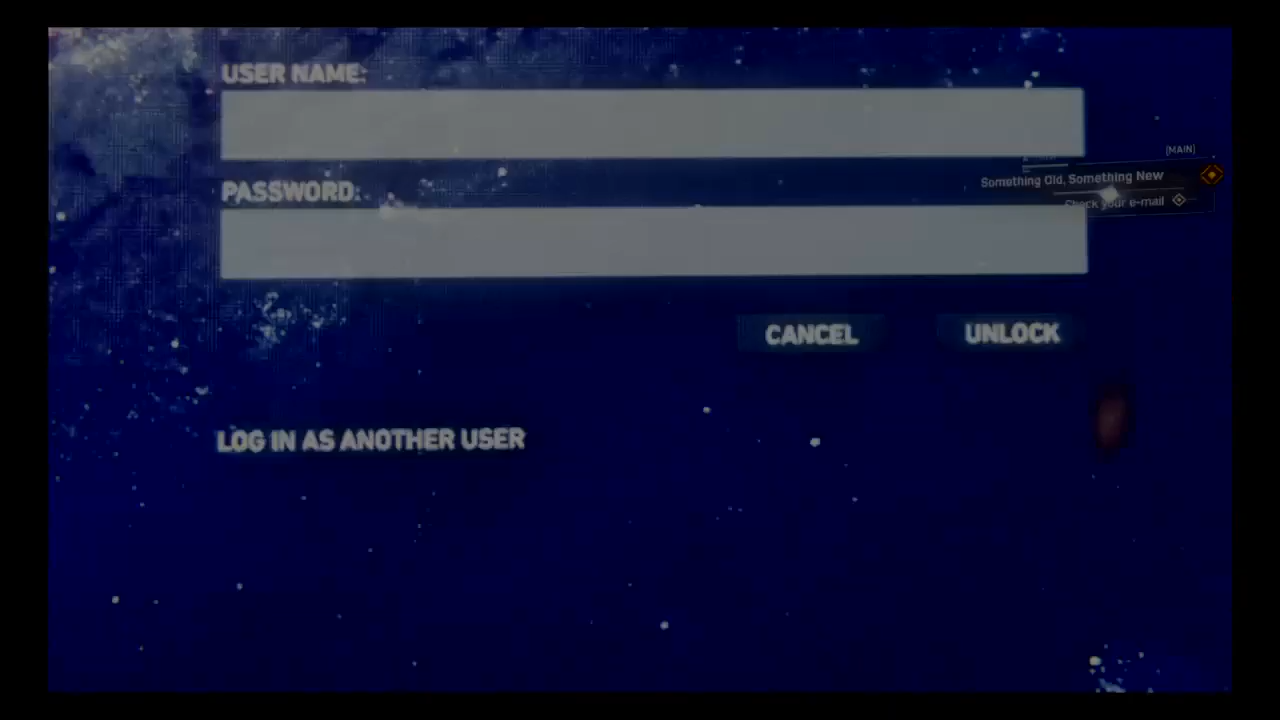 USER NAME:
[MAIN]
Something Old, Something New
PASSWORD:
Check your e-mail
CANCEL
UNLOCK
LOG IN AS ANOTHER USER